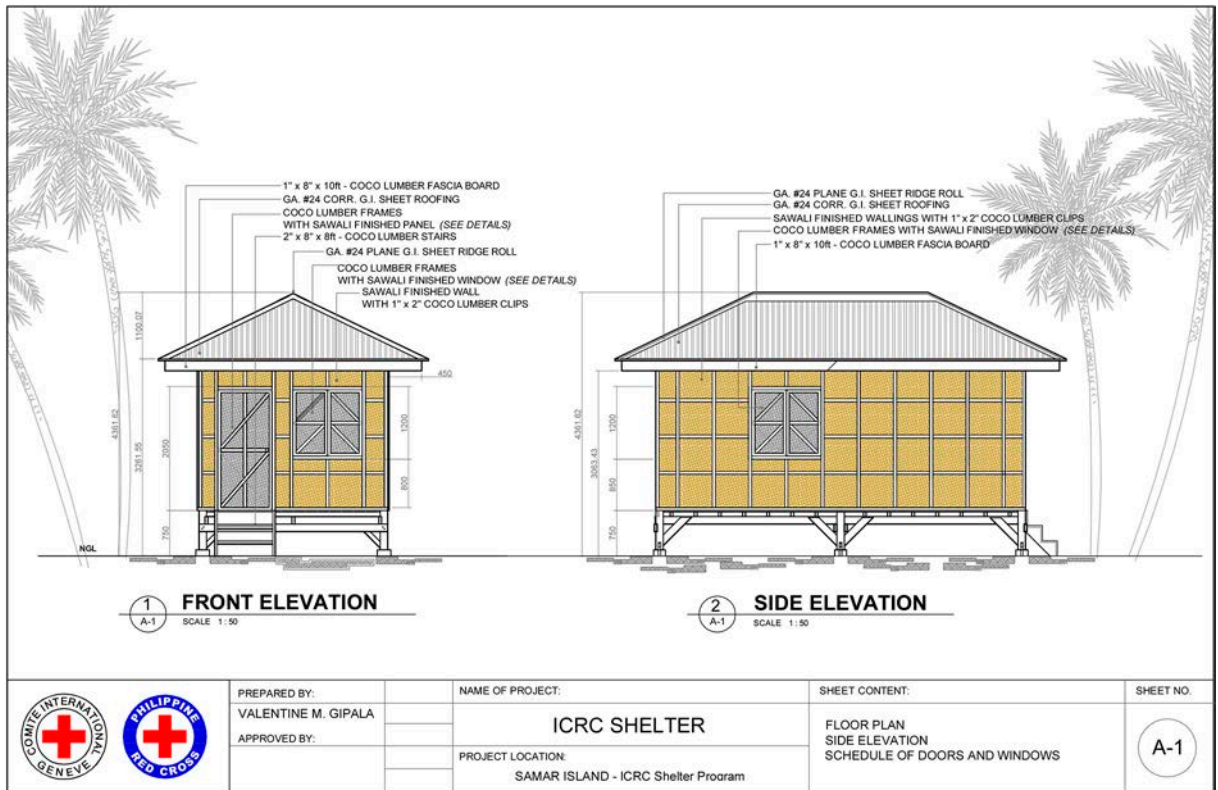 1" x 8" x 10ft - COCO LUMBER FASCIA BOARD
GA. #24 CORR. G.I. SHEET ROOFING
COCO LUMBER FRAMES
WITH SAWALI FINISHED PANEL (SEE DETAILS)
2" x 8" x 8ft - COCO LUMBER STAIRS
GA. #24 PLANE G.I. SHEET RIDGE ROLL
COCO LUMBER FRAMES
WITH SAWALI FINISHED WINDOW (SEE DETAILS)
SAWALI FINISHED WALL
WITH 1" x 2" COCO LUMBER CLIPS
1100.07
450
4361.62
3261.55
2050
1200
800
750
NGL
1
A-1
FRONT ELEVATION
SCALE 1:50
GA. #24 PLANE G.I. SHEET RIDGE ROLL
GA. #24 CORR. G.I. SHEET ROOFING
SAWALI FINISHED WALLINGS WITH 1" x 2" COCO LUMBER CLIPS
COCO LUMBER FRAMES WITH SAWALI FINISHED WINDOW (SEE DETAILS)
1" x 8" x 10ft - COCO LUMBER FASCIA BOARD
4361.62
3063.43
1200
850
750
2
A-1
SIDE ELEVATION
SCALE 1:50
COMITE INTERNATIONAL
GENEVE
PHILIPPINE
RED CROSS
PREPARED BY:
VALENTINE M. GIPALA
APPROVED BY:
NAME OF PROJECT:
ICRC SHELTER
PROJECT LOCATION:
SAMAR ISLAND - ICRC Shelter Program
SHEET CONTENT:
FLOOR PLAN
SIDE ELEVATION
SCHEDULE OF DOORS AND WINDOWS
SHEET NO.
A-1